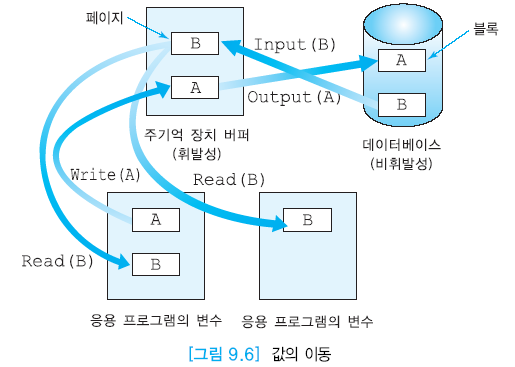 페이지
B
A
Input(B)
Output(A)
A
B
블록
주기억 장치 버퍼
(휘발성)
데이터베이스
(비휘발성)
Write(A)
Read(B)
A
B
Read(B)
B
응용 프로그램의 변수
응용 프로그램의 변수
[그림 9.6] 값의 이동